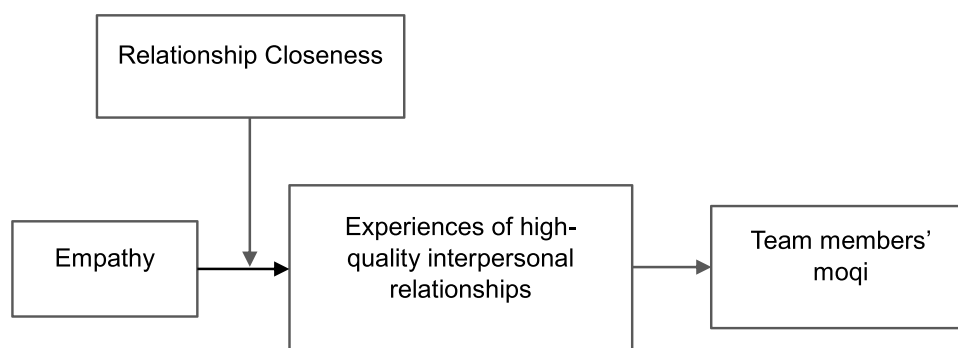 Relationship Closeness
Empathy
Experiences of high-
quality interpersonal
relationships
Team members’
moqi